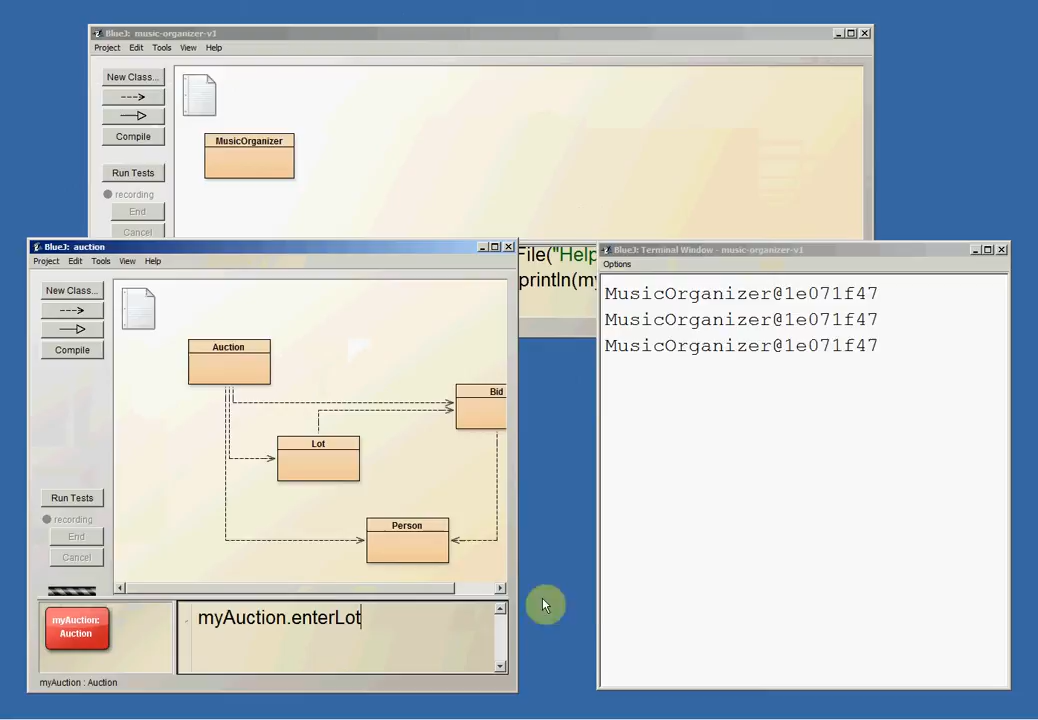 BlueJ: music-organizer-v1
Project Edit Tools View Help
New Class...
Compile
Run Tests
recording
End
Cancel
MusicOrganizer
File("Help
println(my
BlueJ: auction
Project Edit Tools View Help
New Class...
Compile
Run Tests
recording
End
Cancel
Auction
Bid
Lot
Person
myAuction:
Auction
myAuction.enterLot
myAuction : Auction
BlueJ: Terminal Window - music-organizer-v1
Options
MusicOrganizer@1e071f47
MusicOrganizer@1e071f47
MusicOrganizer@1e071f47